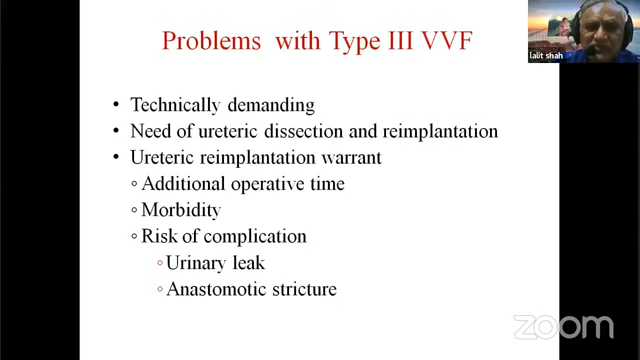 Problems with Type III VVF
lalit shah
• Technically demanding
• Need of ureteric dissection and reimplantation
• Ureteric reimplantation warrant
◦ Additional operative time
◦ Morbidity
◦ Risk of complication
◦ Urinary leak
◦ Anastomotic stricture
zoom